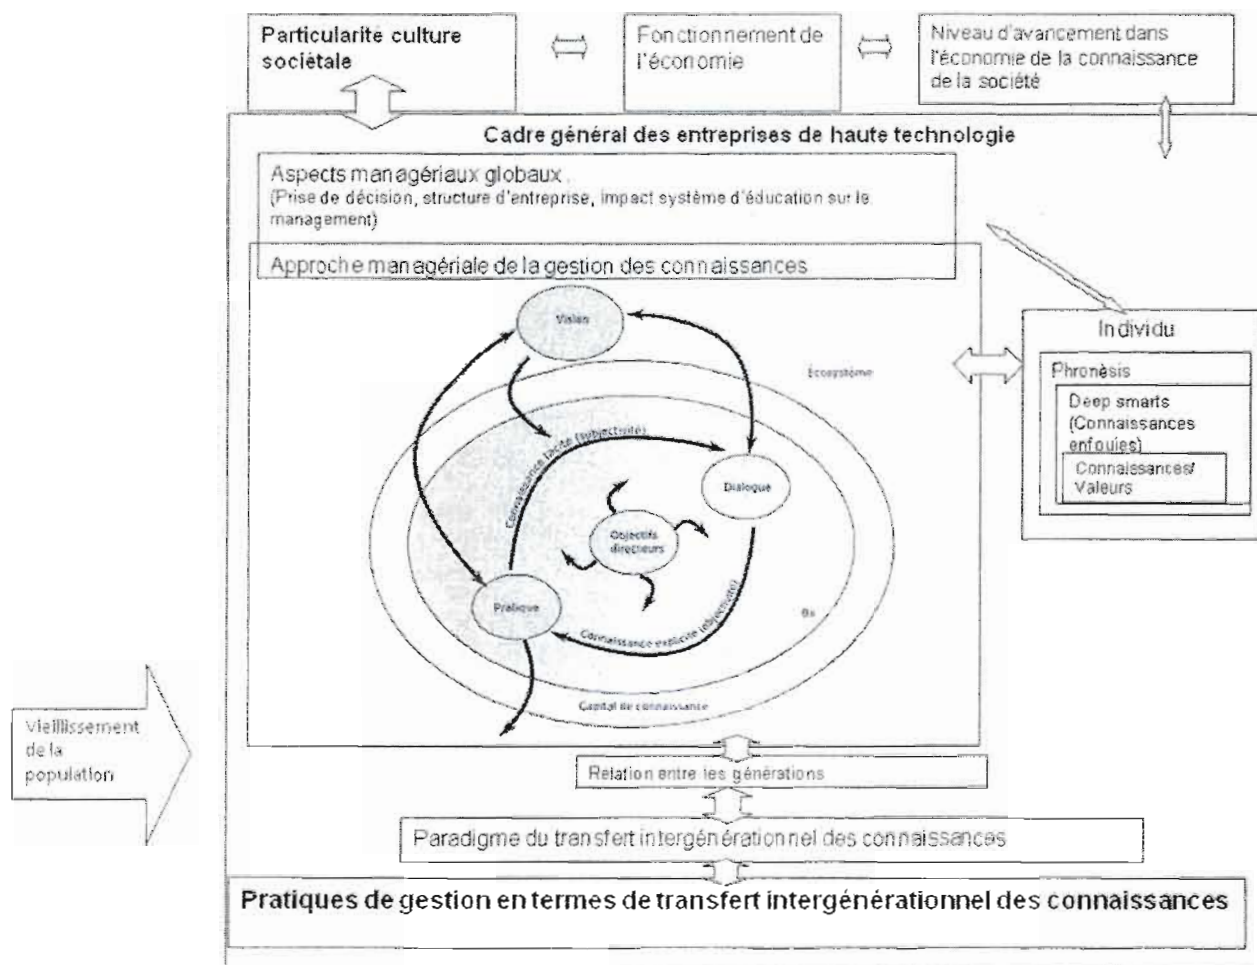 Particularité culture
sociétale
Fonctionnement de
l'économie
Niveau d'avancement dans
l'économie de la connaissance
de la société
Cadre général des entreprises de haute technologie
Aspects managériaux globaux.
(Prise de décision, structure d'entreprise, impact système d'éducation sur le
management)
Approche managériale de la gestion des connaissances
Vision
Écosystème
Individu
Phronèsis
Deep smarts
(Connaissances
enfouies)
Connaissances/
Valeurs
Connaissance tacite (subjectivité)
Dialogue
Objectifs
directeurs
Pratique
Ba
Connaissance explicite (objectivité)
Capital de connaissance
Vieillissement
de la
population
Relation entre les générations
Paradigme du transfert intergénérationnel des connaissances
Pratiques de gestion en termes de transfert intergénérationnel des connaissances